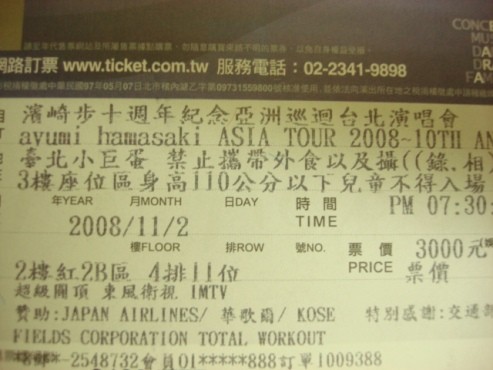 CONCE
MU
DA
DRA
FAM
網路訂票 www.ticket.com.tw 服務電話：02-2341-9898
濱崎步十週年紀念亞洲巡迴台北演唱會
ayumi hamasaki ASIA TOUR 2008~10TH AN
臺北小巨蛋 禁止攜帶外食以及攝((錄.相
3樓座位區身高110公分以下兒童不得入場
年YEAR 月MONTH 日DAY 時間 TIME PM 07:30
2008/11/2
樓FLOOR 排ROW 號NO. 票價 PRICE 3000元
2樓紅2B區 4排11位 票價
超級圓頂 東風衛視 IMTV
贊助:JAPAN AIRLINES/ 華歌爾/ KOSE 特別感謝:交通部
FIELDS CORPORATION TOTAL WORKOUT
-2548732會員01*****888訂單1009388